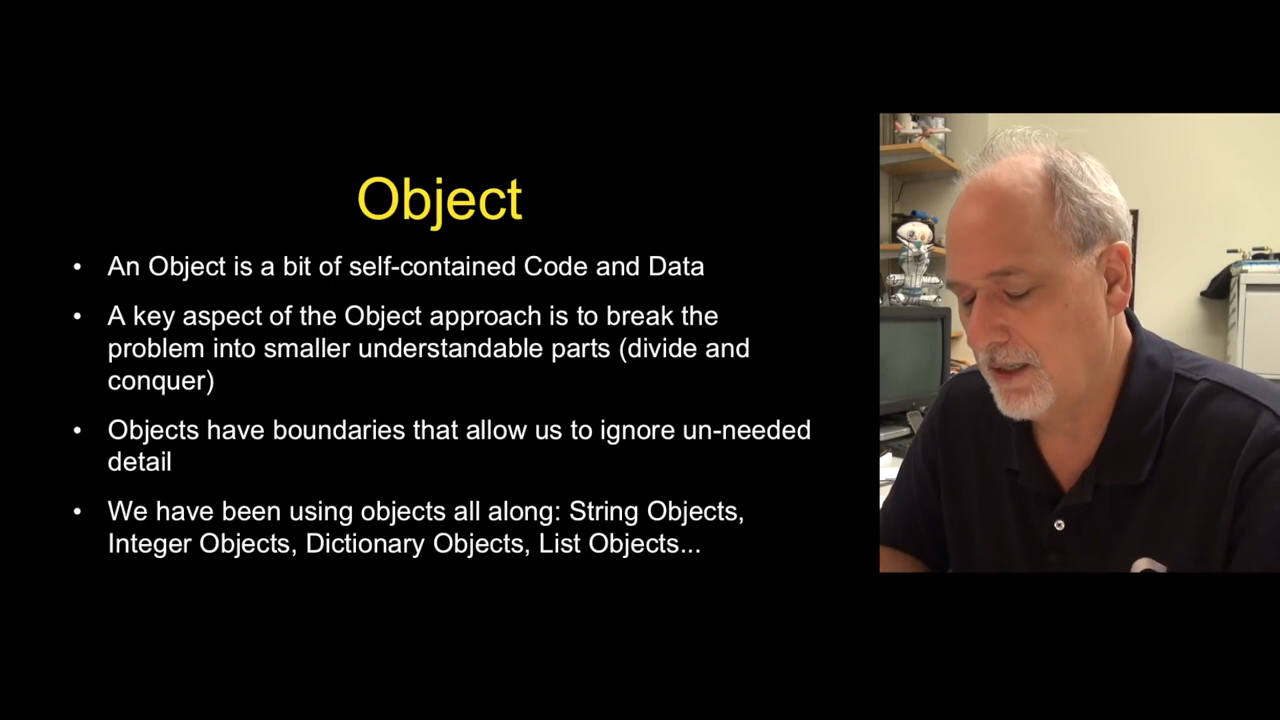 Object
• An Object is a bit of self-contained Code and Data
• A key aspect of the Object approach is to break the
problem into smaller understandable parts (divide and
conquer)
• Objects have boundaries that allow us to ignore un-needed
detail
• We have been using objects all along: String Objects,
Integer Objects, Dictionary Objects, List Objects...